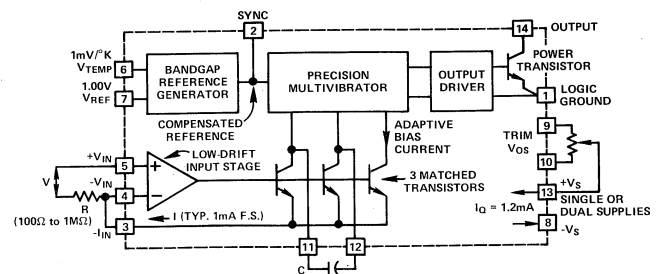 SYNC
2
14
OUTPUT
1mV/°K
VTEMP
6
1.00V
VREF
7
BANDGAP
REFERENCE
GENERATOR
PRECISION
MULTIVIBRATOR
OUTPUT
DRIVER
POWER
TRANSISTOR
1
LOGIC
GROUND
COMPENSATED
REFERENCE
ADAPTIVE
BIAS
CURRENT
9
TRIM
VOS
10
+VIN
5
+
LOW-DRIFT
INPUT STAGE
3 MATCHED
TRANSISTORS
V
-VIN
4
–
13
+VS
SINGLE OR
DUAL SUPPLIES
R
(100Ω to 1MΩ)
I (TYP. 1mA F.S.)
-IIN
3
IQ ≈ 1.2mA
8
-VS
11
12
C